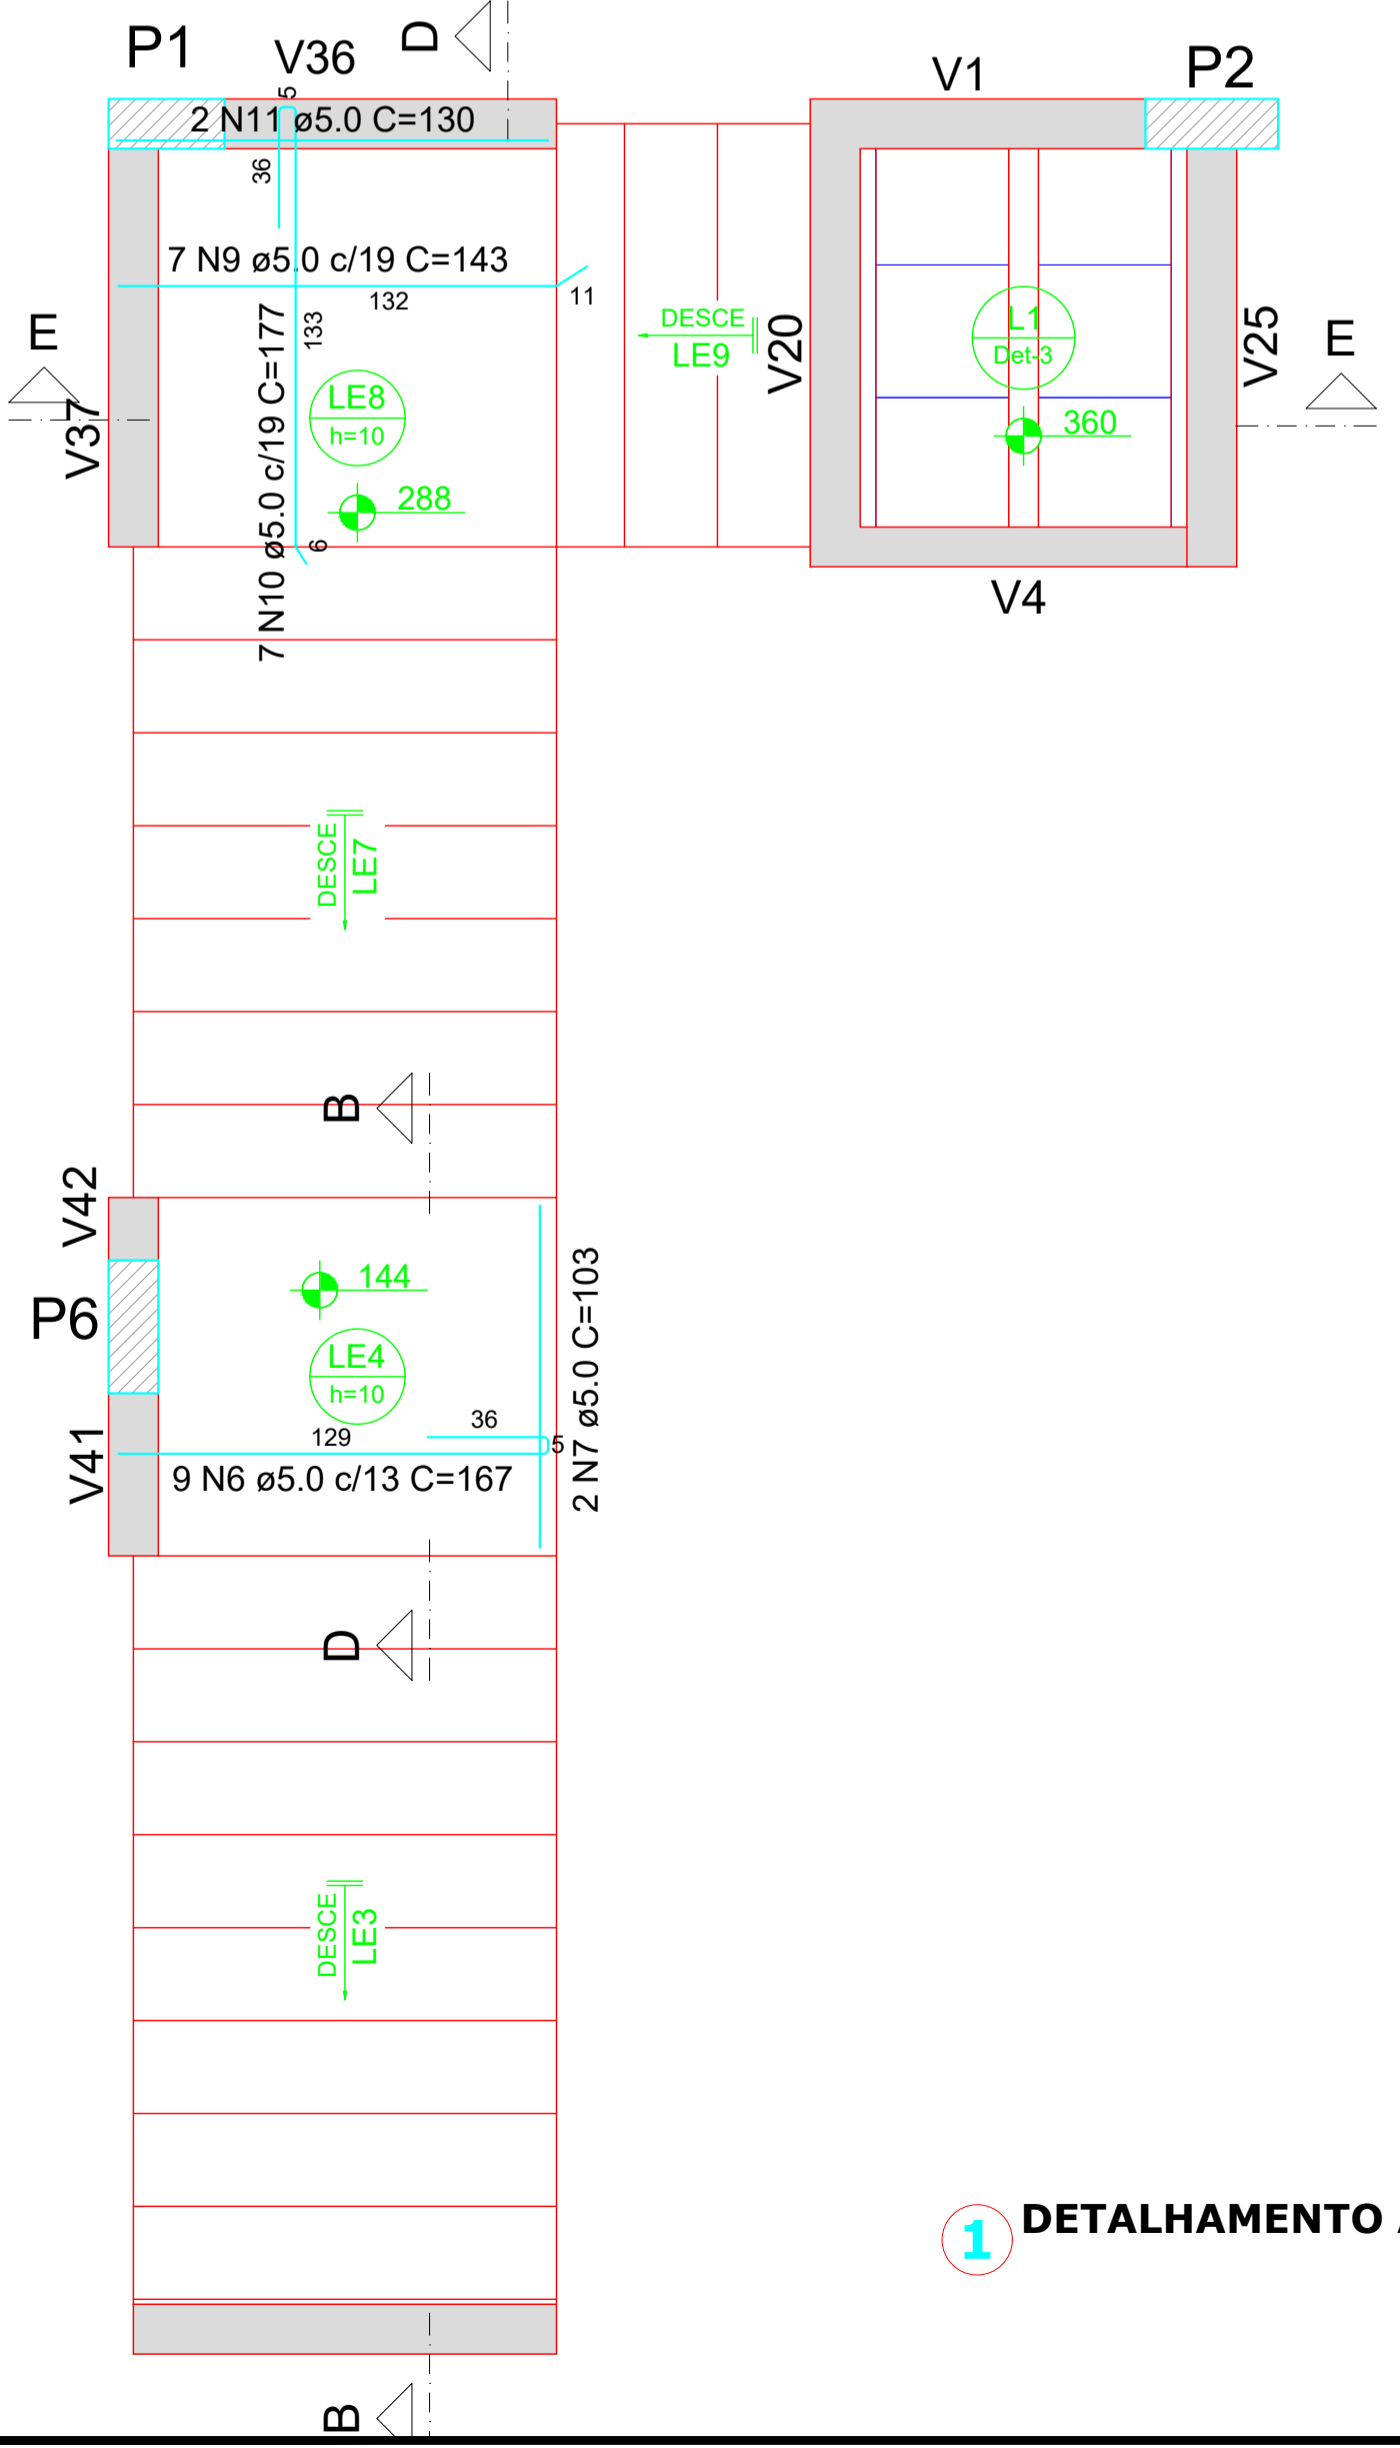 P1
V36
D
V1
P2
5
2 N11 ø5.0 C=130
36
7 N9 ø5.0 c/19 C=143
132
11
133
7 N10 ø5.0 c/19 C=177
DESCE
LE9
V20
L1
Det-3
V25
E
E
V37
LE8
h=10
360
288
6
V4
DESCE
LE7
B
V42
144
P6
LE4
h=10
2 N7 ø5.0 C=103
36
129
5
V41
9 N6 ø5.0 c/13 C=167
D
DESCE
LE3
1
DETALHAMENTO
B